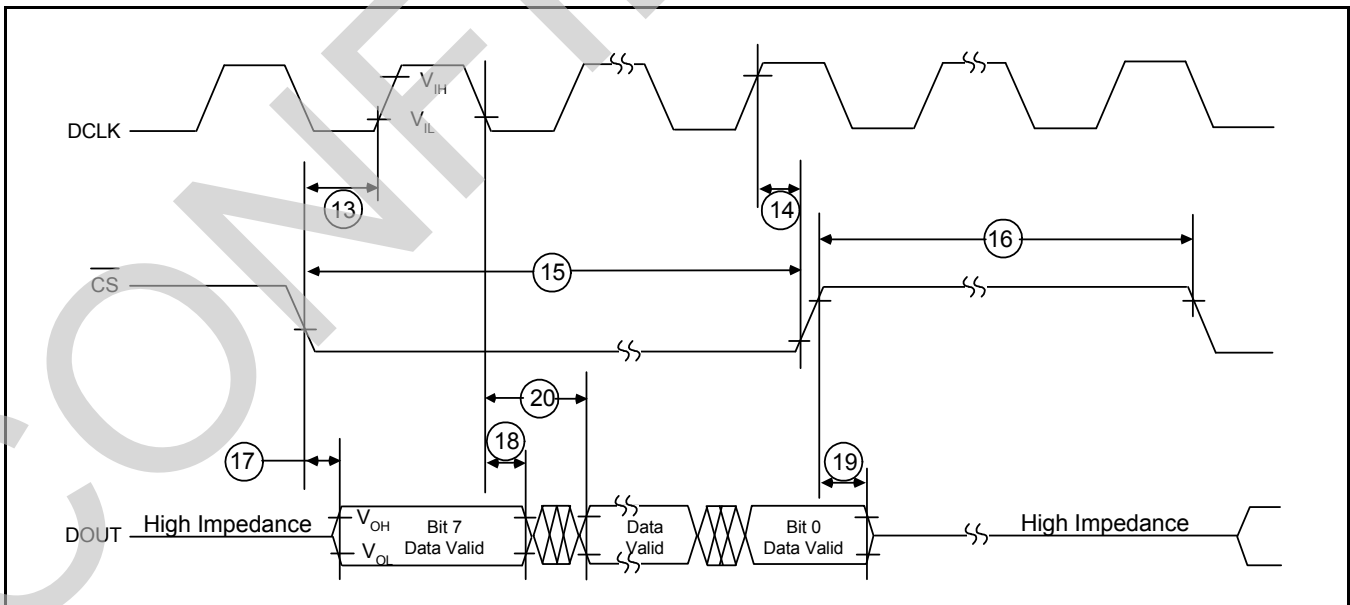 CONFI
DCLK
V_IH
V_IL
13
14
16
15
CS
20
18
17
19
DOUT
High Impedance
V_OH
V_OL
Bit 7
Data Valid
Data
Valid
Bit 0
Data Valid
High Impedance